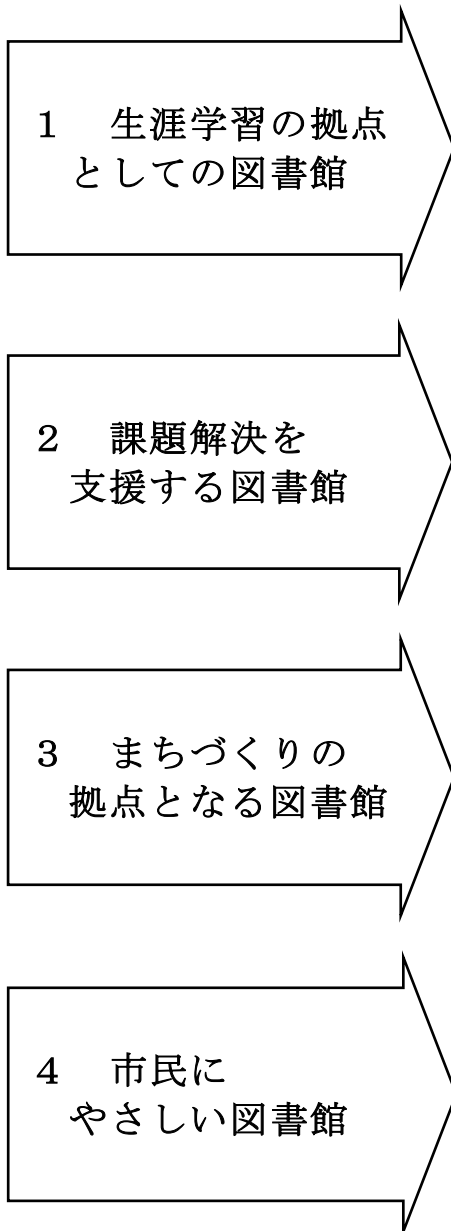 １　生涯学習の拠点
としての図書館
２　課題解決を
支援する図書館
３　まちづくりの
拠点となる図書館
４　市民に
やさしい図書館